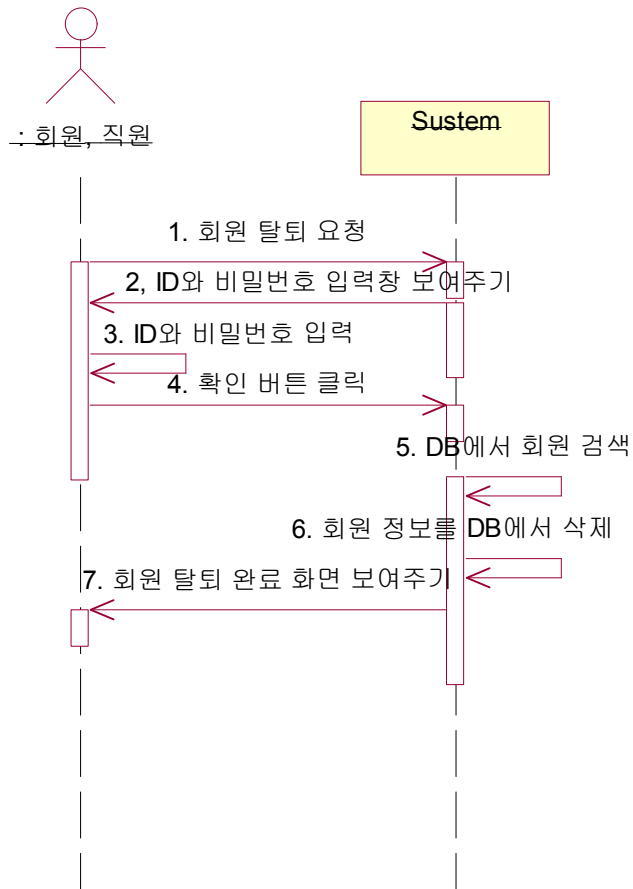 : 회원, 직원
Sustem
1. 회원 탈퇴 요청
2, ID와 비밀번호 입력창 보여주기
3. ID와 비밀번호 입력
4. 확인 버튼 클릭
5. DB에서 회원 검색
6. 회원 정보를 DB에서 삭제
7. 회원 탈퇴 완료 화면 보여주기